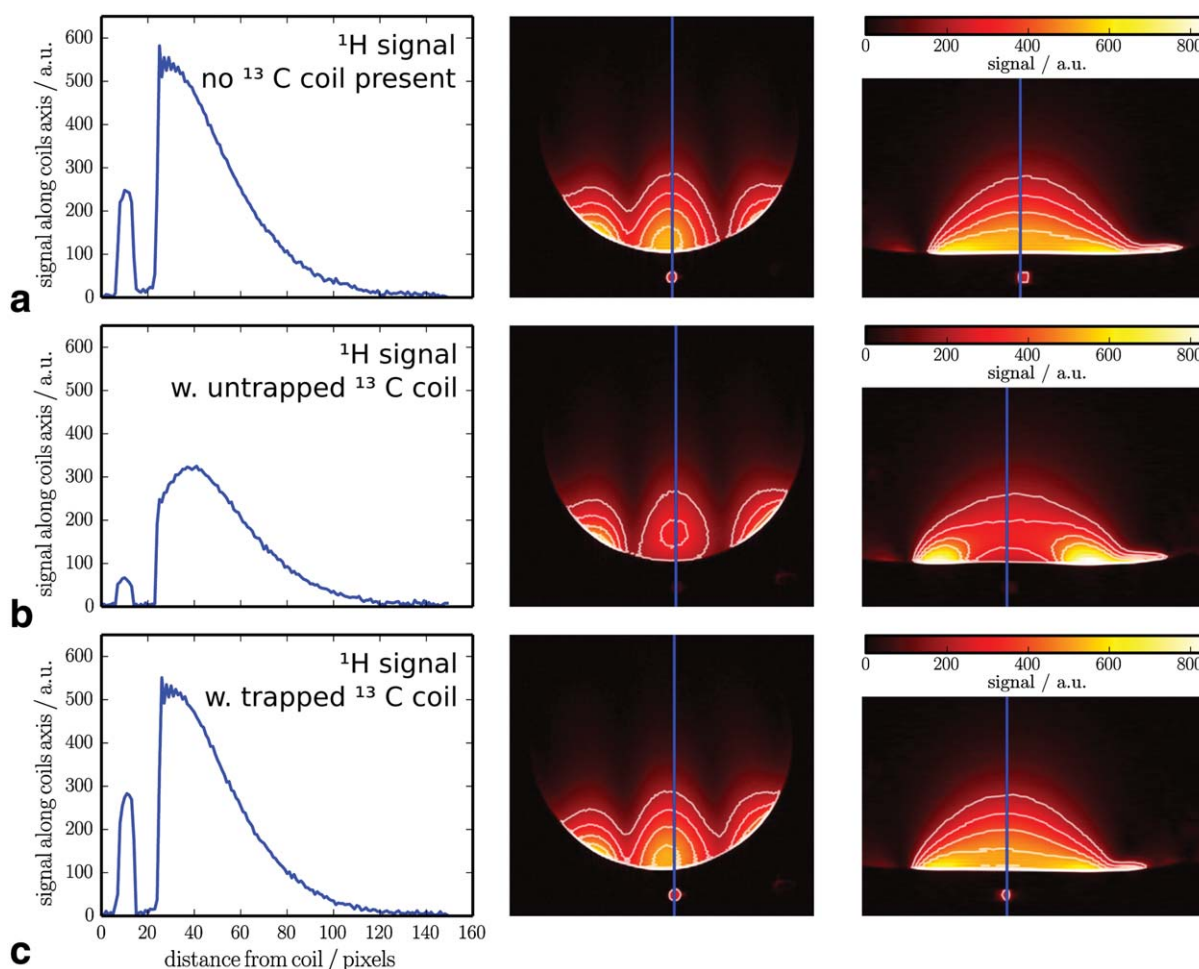 600
500
400
300
200
100
0
signal along coils axis / a.u.
¹H signal
no ¹³ C coil present
0 200 400 600 800
signal / a.u.
a
600
500
400
300
200
100
0
signal along coils axis / a.u.
¹H signal
w. untrapped ¹³ C coil
0 200 400 600 800
signal / a.u.
b
600
500
400
300
200
100
0
signal along coils axis / a.u.
¹H signal
w. trapped ¹³ C coil
0 200 400 600 800
signal / a.u.
0 20 40 60 80 100 120 140 160
distance from coil / pixels
c